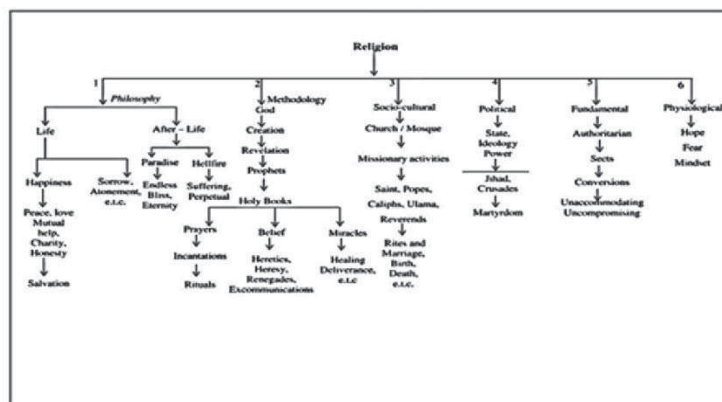 Religion
1
2
3
4
5
6
Philosophy
Life
Happiness
Peace, love
Mutual
help,
Charity,
Honesty
Salvation
Sorrow,
Atonement,
e.t.c.
After – Life
Paradise
Endless
Bliss,
Eternity
Hellfire
Suffering,
Perpetual
Methodology
God
Creation
Revelation
Prophets
Holy Books
Prayers
Incantations
Rituals
Belief
Heretics,
Heresy,
Renegades,
Excommunications
Miracles
Healing
Deliverance,
e.t.c
Socio-cultural
Church / Mosque
Missionary activities
Saint, Popes,
Caliphs, Ulama,
Reverends
Rites and
Marriage,
Birth,
Death,
e.t.c.
Political
State,
Ideology
Power
Jihad,
Crusades
Martyrdom
Fundamental
Authoritarian
Sects
Conversions
Unaccommodating
Uncompromising
Physiological
Hope
Fear
Mindset